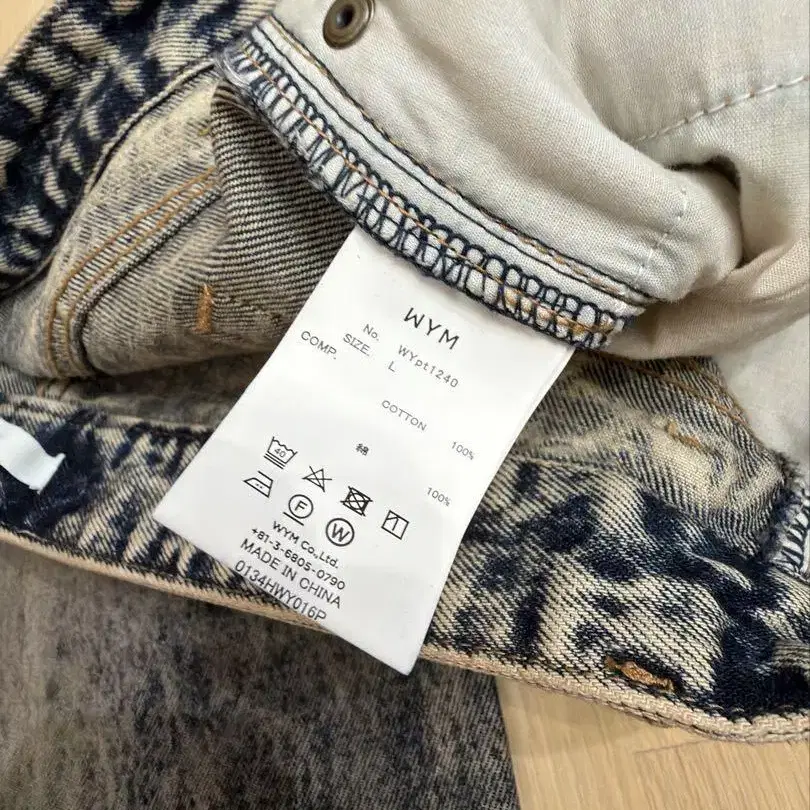 WYM
No. WYpt1240
SIZE. L
COMP.
COTTON 100%
綿 100%
40
F W
WYM Co.,Ltd.
+81-3-6805-0790
MADE IN CHINA
0134HWY016P